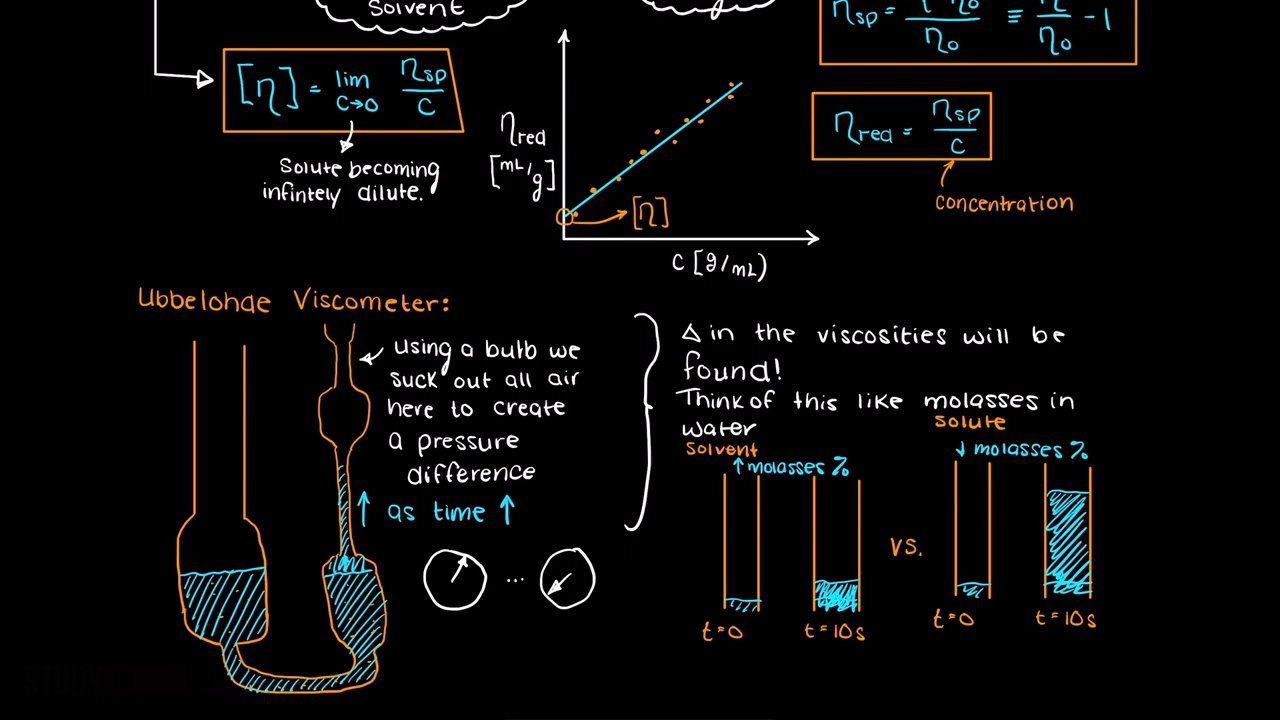 Solvent
ηsp = η-η₀/η₀ ≡ η/η₀ - 1
[η] = lim C→0 ηsp/C
Solute becoming
infintely dilute.
ηred
[mL/g]
[η]
C [g/mL]
ηred = ηsp/C
concentration
Ubbelohde Viscometer:
using a bulb we
suck out all air
here to create
a pressure
difference
↑ as time ↑
...
Δ in the viscosities will be
found!
Think of this like molasses in
water
Solvent
Solute
↑ molasses %
↓ molasses %
vs.
t=0
t=10s
t=0
t=10s
STUDY